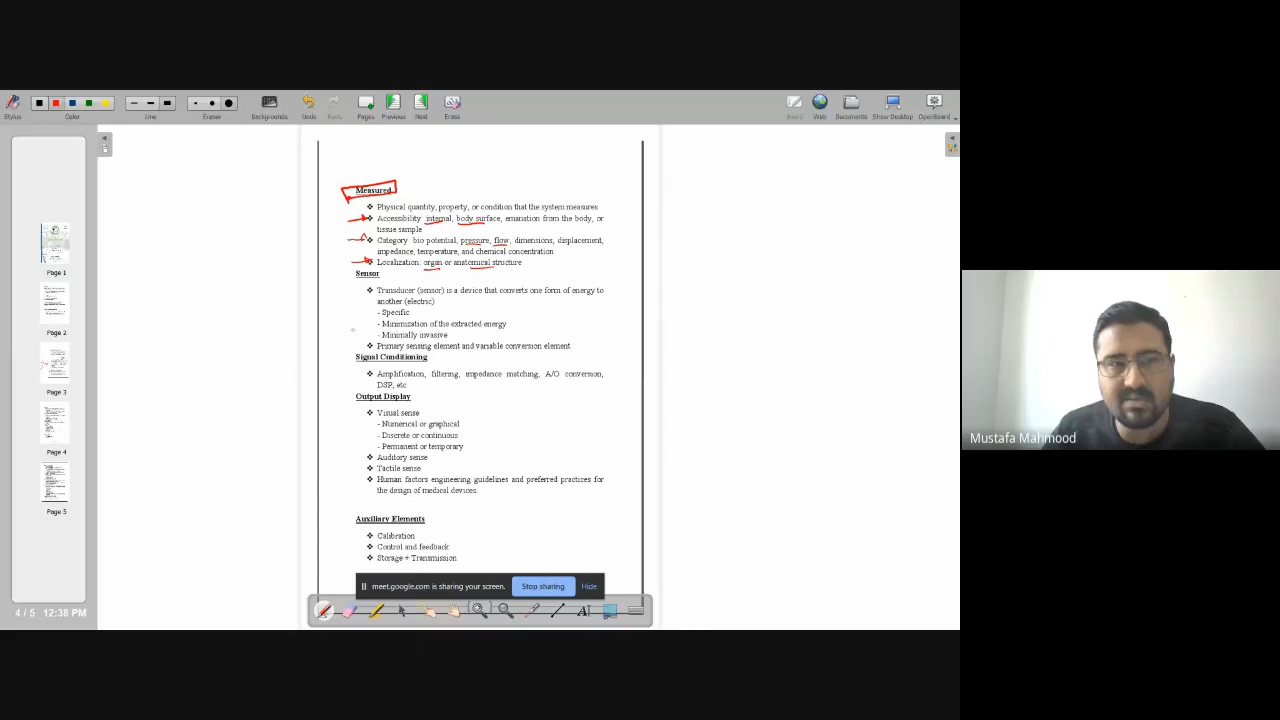 Stylus
Color
Line
Eraser
Backgrounds
Undo
Redo
Pages
Previous
Next
Erase
Board
Web
Documents
Show Desktop
OpenBoard
Page 1
Page 2
Page 3
Page 4
Page 5
4 / 5 12:38 PM
Measured
❖ Physical quantity, property, or condition that the system measures
❖ Accessibility internal, body surface, emanation from the body, or
tissue sample
❖ Category bio potential, pressure, flow, dimensions, displacement,
impedance, temperature, and chemical concentration
❖ Localization: organ or anatomical structure
Sensor
❖ Transducer (sensor) is a device that converts one form of energy to
another (electric)
- Specific
- Minimization of the extracted energy
- Minimally invasive
❖ Primary sensing element and variable conversion element
Signal Conditioning
❖ Amplification, filtering, impedance matching, A/O conversion,
DSP, etc
Output Display
❖ Visual sense
- Numerical or graphical
- Discrete or continuous
- Permanent or temporary
❖ Auditory sense
❖ Tactile sense
❖ Human factors engineering guidelines and preferred practices for
the design of medical devices.
Auxiliary Elements
❖ Calibration
❖ Control and feedback
❖ Storage + Transmission
meet.google.com is sharing your screen. Stop sharing Hide
Mustafa Mahmood